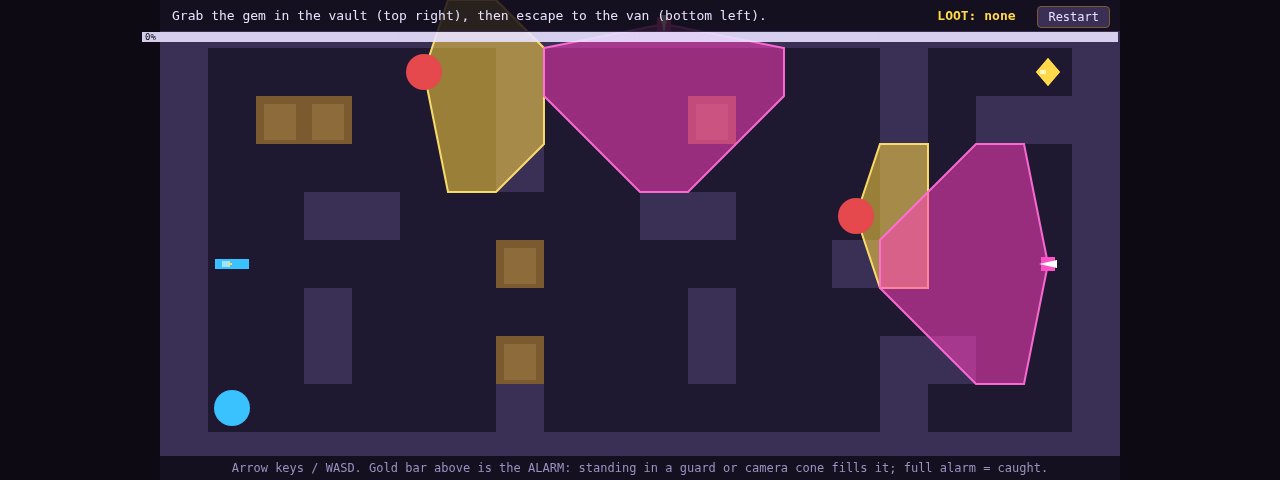 Grab the gem in the vault (top right), then escape to the van (bottom left).
LOOT: none
Restart
0%
Arrow keys / WASD. Gold bar above is the ALARM: standing in a guard or camera cone fills it; full alarm = caught.